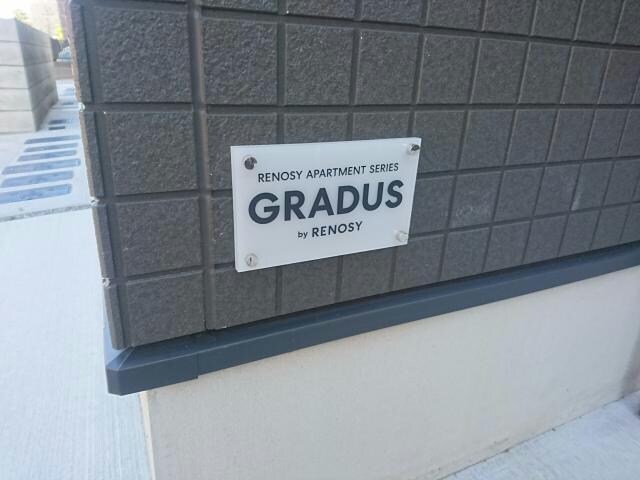 RENOSY APARTMENT SERIES
GRADUS
by RENOSY